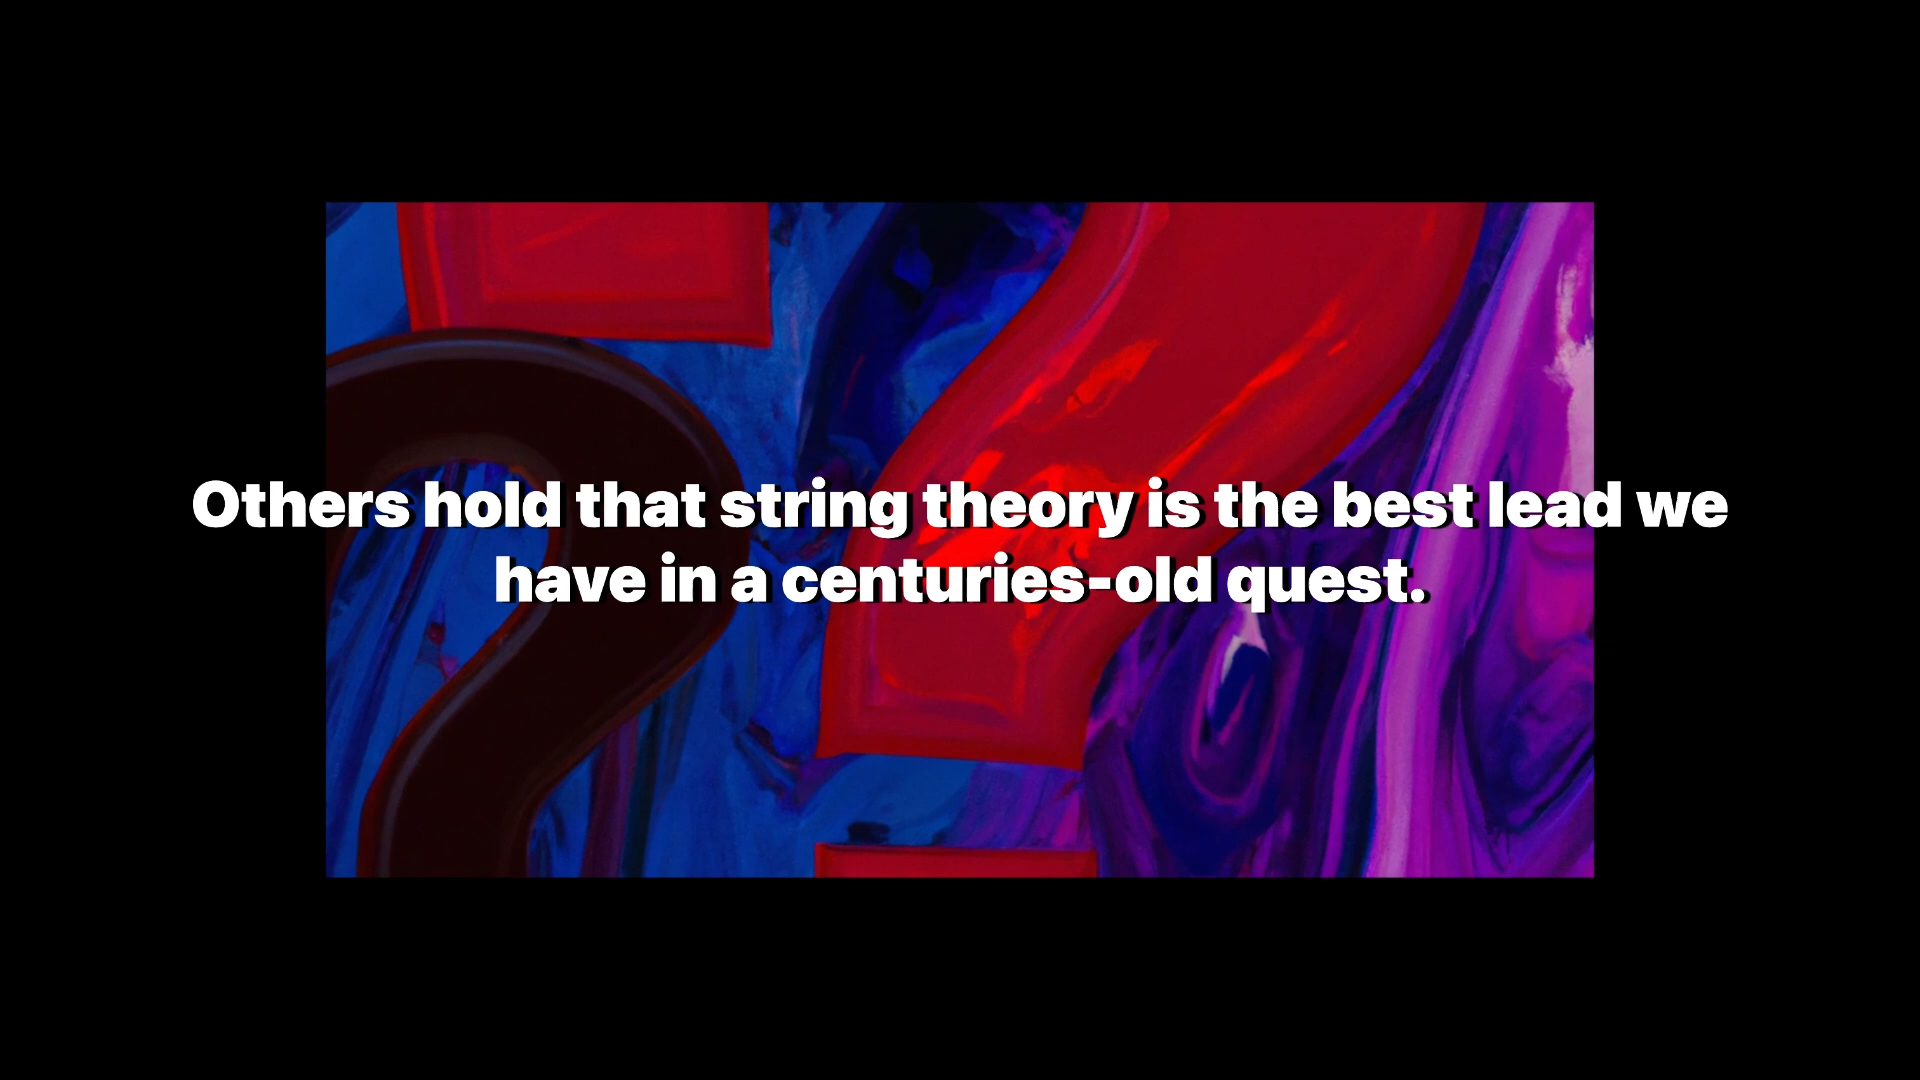 Others hold that string theory is the best lead we
have in a centuries-old quest.